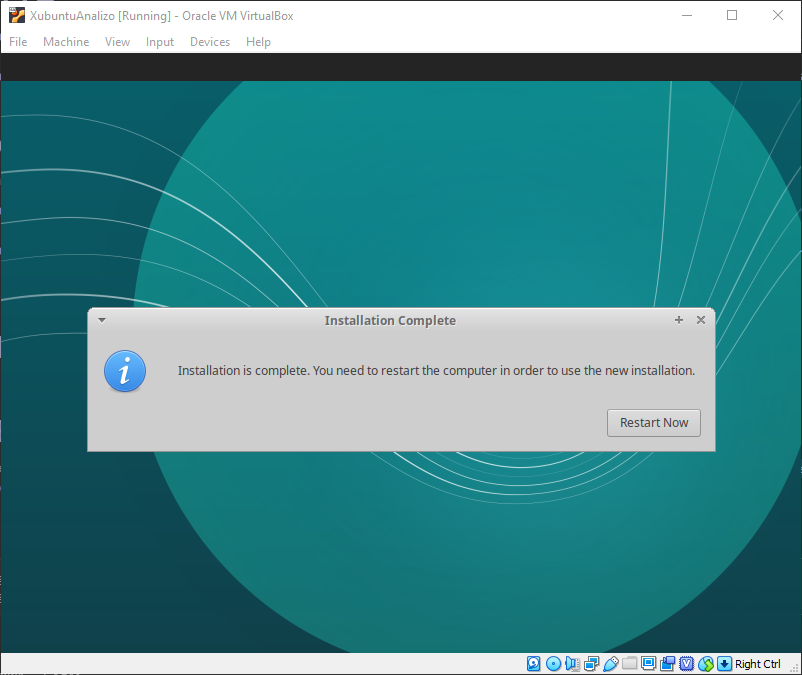 XubuntuAnalizo [Running] - Oracle VM VirtualBox
File Machine View Input Devices Help
Installation Complete
Installation is complete. You need to restart the computer in order to use the new installation.
Restart Now
Right Ctrl